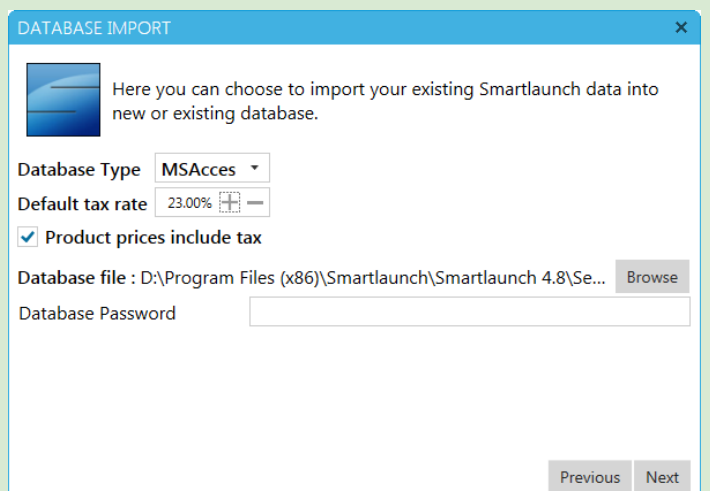 DATABASE IMPORT
Here you can choose to import your existing Smartlaunch data into
new or existing database.
Database Type MSAcces
Default tax rate 23.00%
Product prices include tax
Database file : D:\Program Files (x86)\Smartlaunch\Smartlaunch 4.8\Se... Browse
Database Password
Previous Next